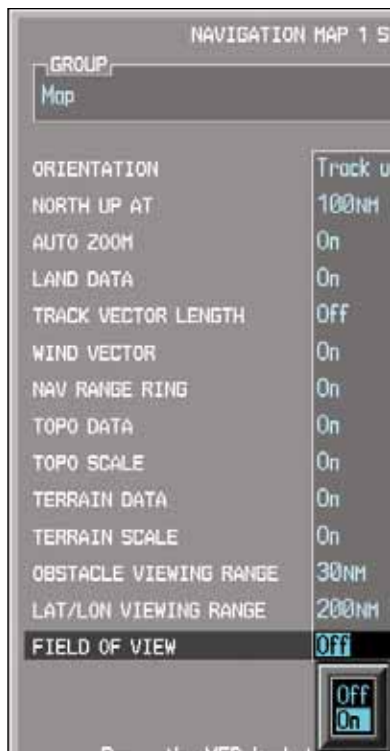 NAVIGATION MAP 1 S
GROUP
Map
ORIENTATION Track u
NORTH UP AT 100NM
AUTO ZOOM On
LAND DATA On
TRACK VECTOR LENGTH Off
WIND VECTOR On
NAV RANGE RING On
TOPO DATA On
TOPO SCALE On
TERRAIN DATA On
TERRAIN SCALE On
OBSTACLE VIEWING RANGE 30NM
LAT/LON VIEWING RANGE 200NM
FIELD OF VIEW Off
Off
On